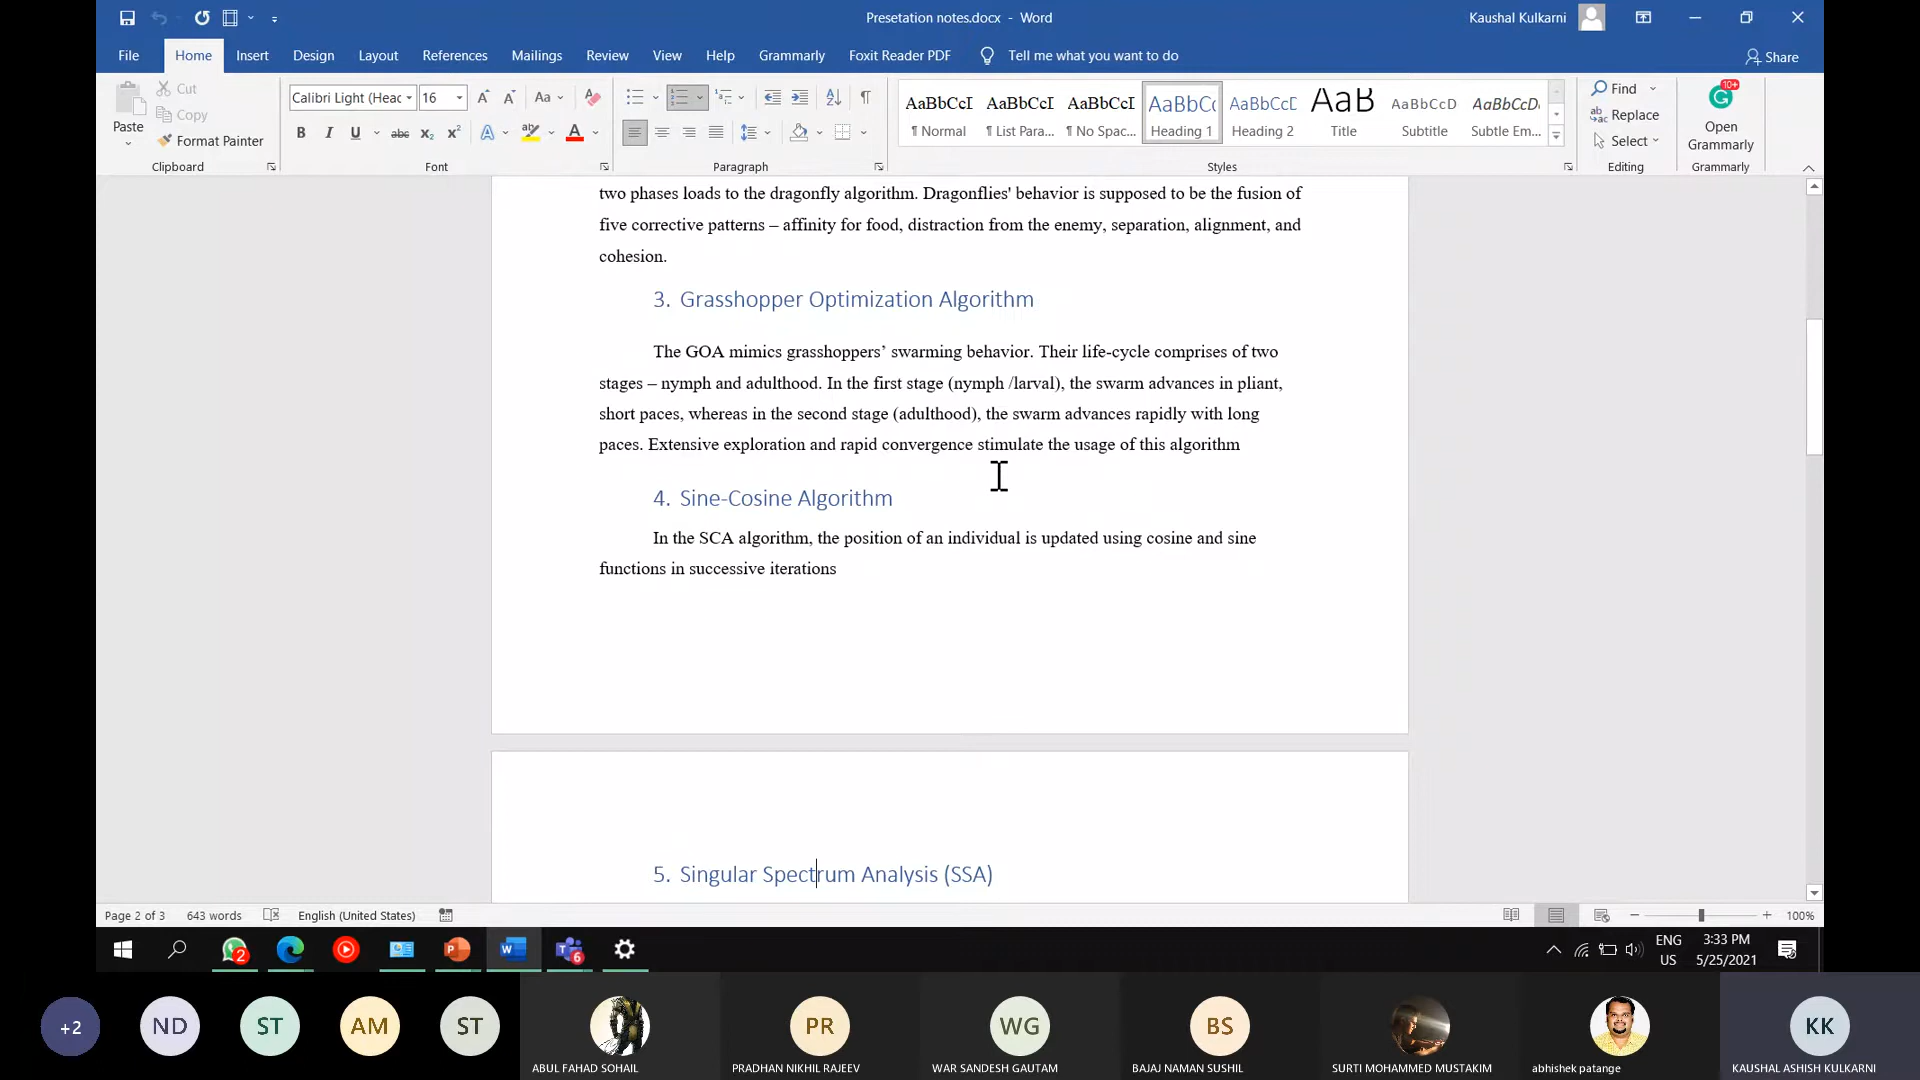 Presetation notes.docx - Word
Kaushal Kulkarni
File Home Insert Design Layout References Mailings Review View Help Grammarly Foxit Reader PDF Tell me what you want to do Share
Paste
Cut
Copy
Format Painter
Calibri Light (Heac 16
Aa
B I U abc X2 X2 A A
AaBbCcI AaBbCcI AaBbCcI AaBbC AaBbCcD AaB AaBbCcD AaBbCcD
¶ Normal ¶ List Para... ¶ No Spac... Heading 1 Heading 2 Title Subtitle Subtle Em...
Find
Replace
Select
10+
Open
Grammarly
Clipboard Font Paragraph Styles Editing Grammarly
two phases loads to the dragonfly algorithm. Dragonflies' behavior is supposed to be the fusion of
five corrective patterns – affinity for food, distraction from the enemy, separation, alignment, and
cohesion.
3. Grasshopper Optimization Algorithm
The GOA mimics grasshoppers’ swarming behavior. Their life-cycle comprises of two
stages – nymph and adulthood. In the first stage (nymph /larval), the swarm advances in pliant,
short paces, whereas in the second stage (adulthood), the swarm advances rapidly with long
paces. Extensive exploration and rapid convergence stimulate the usage of this algorithm
4. Sine-Cosine Algorithm
In the SCA algorithm, the position of an individual is updated using cosine and sine
functions in successive iterations
5. Singular Spectrum Analysis (SSA)
Page 2 of 3 643 words English (United States) 100%
2
6
ENG
US
3:33 PM
5/25/2021
+2 ND ST AM ST PR WG BS KK
ABUL FAHAD SOHAIL PRADHAN NIKHIL RAJEEV WAR SANDESH GAUTAM BAJAJ NAMAN SUSHIL SURTI MOHAMMED MUSTAKIM abhishek patange KAUSHAL ASHISH KULKARNI